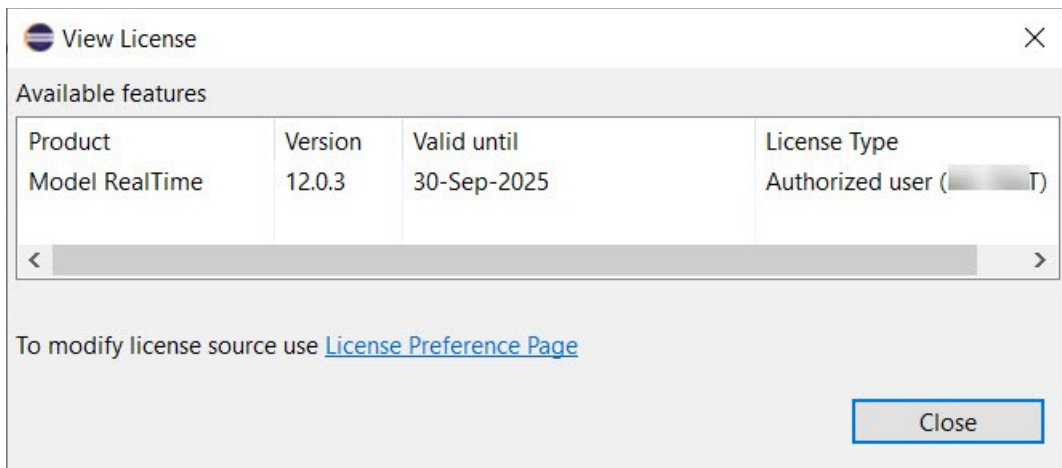 View License
Available features
Product Version Valid until License Type
Model RealTime 12.0.3 30-Sep-2025 Authorized user ( T)
To modify license source use License Preference Page
Close